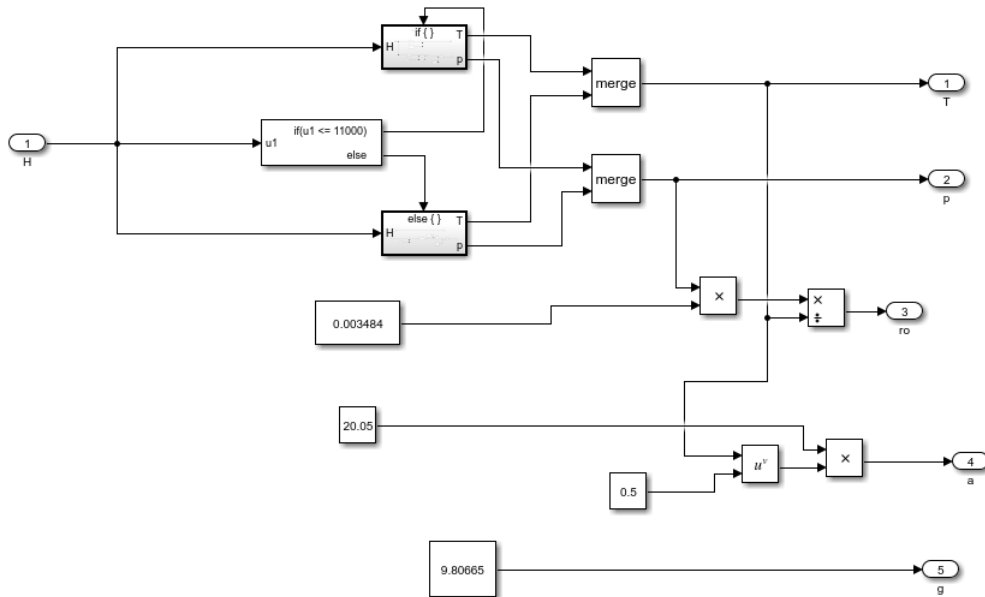 if { }
H
T
p
merge
1
T
1
H
if(u1 <= 11000)
u1
else
merge
2
p
else { }
H
T
p
×
×
÷
3
ro
0.003484
20.05
u^v
×
4
a
0.5
9.80665
5
g